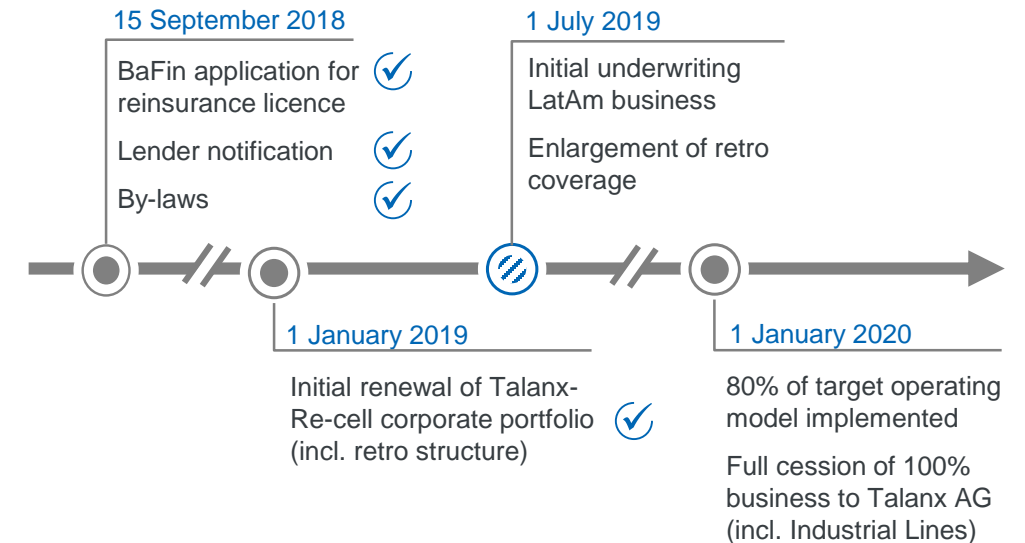 15 September 2018
BaFin application for
reinsurance licence
Lender notification
By-laws
1 January 2019
Initial renewal of Talanx-
Re-cell corporate portfolio
(incl. retro structure)
1 July 2019
Initial underwriting
LatAm business
Enlargement of retro
coverage
1 January 2020
80% of target operating
model implemented
Full cession of 100%
business to Talanx AG
(incl. Industrial Lines)